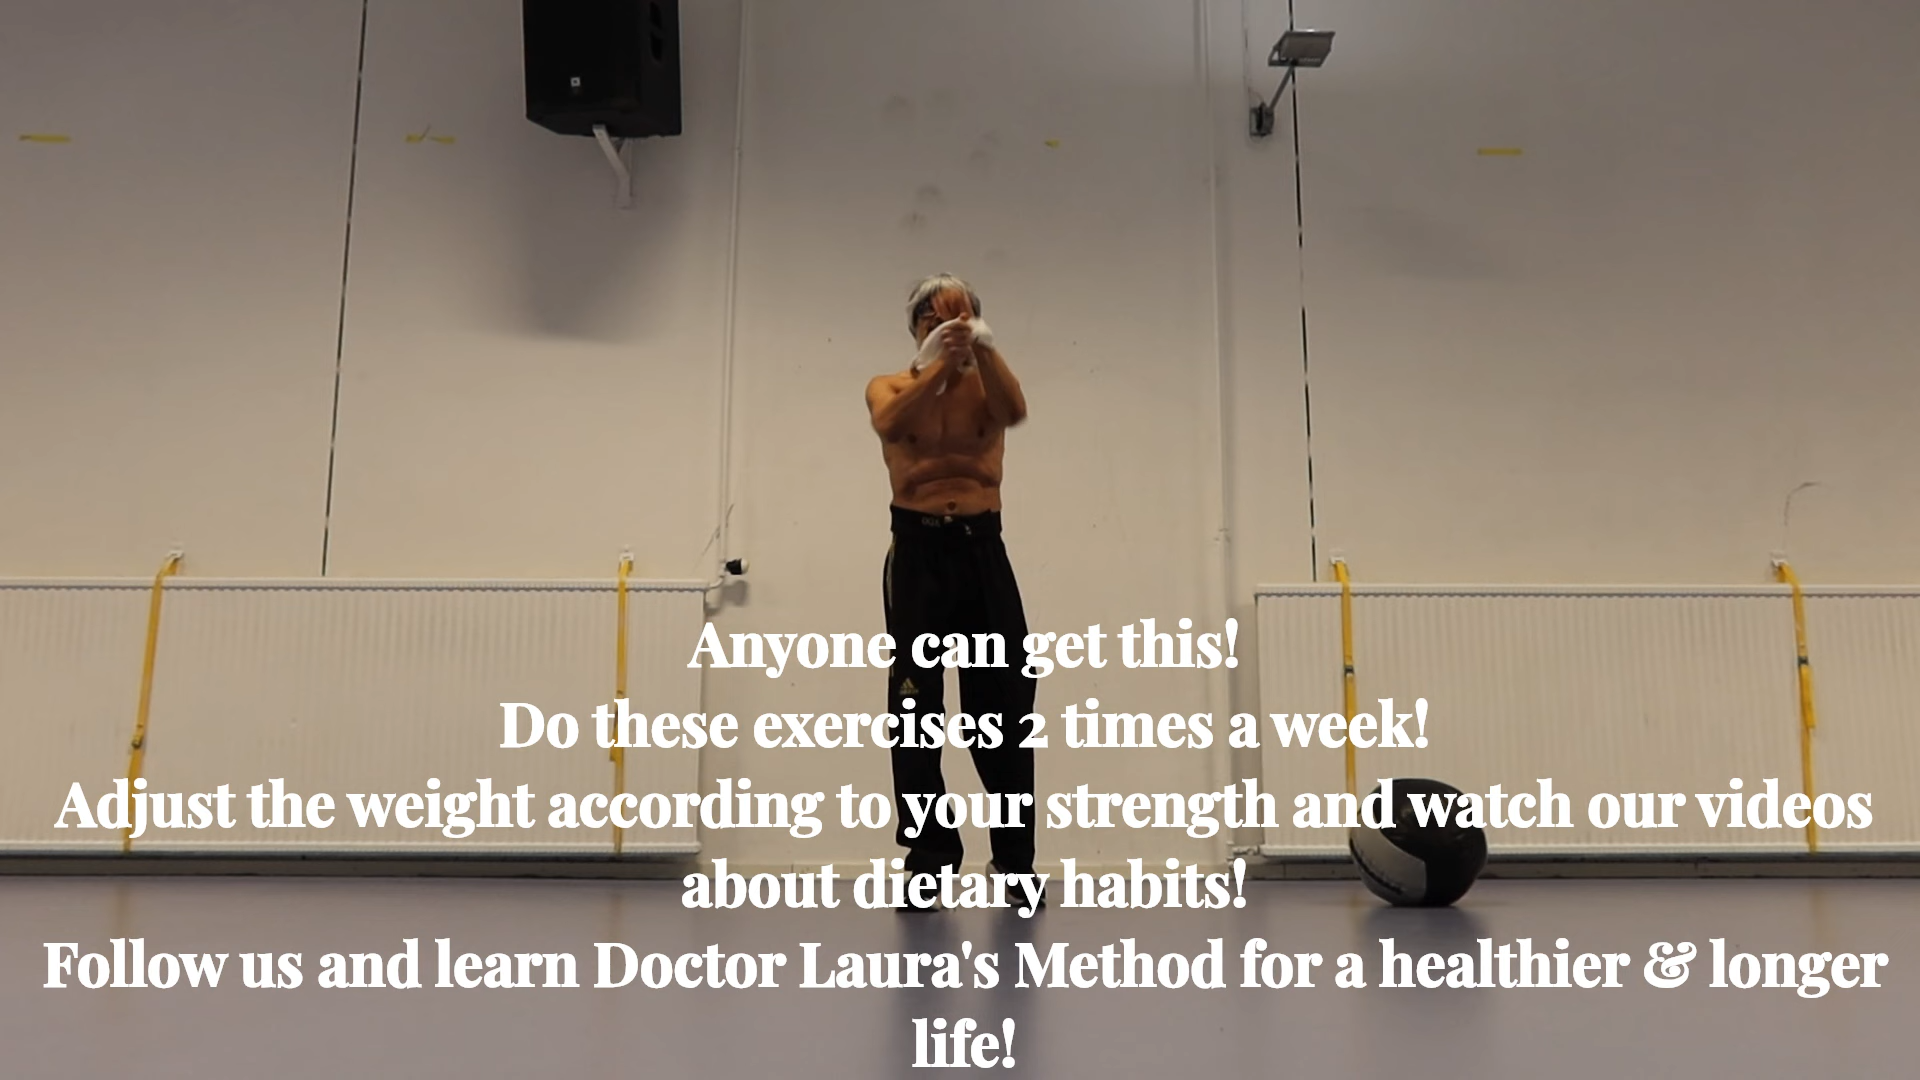 Anyone can get this!
Do these exercises 2 times a week!
Adjust the weight according to your strength and watch our videos
about dietary habits!
Follow us and learn Doctor Laura's Method for a healthier & longer
life!